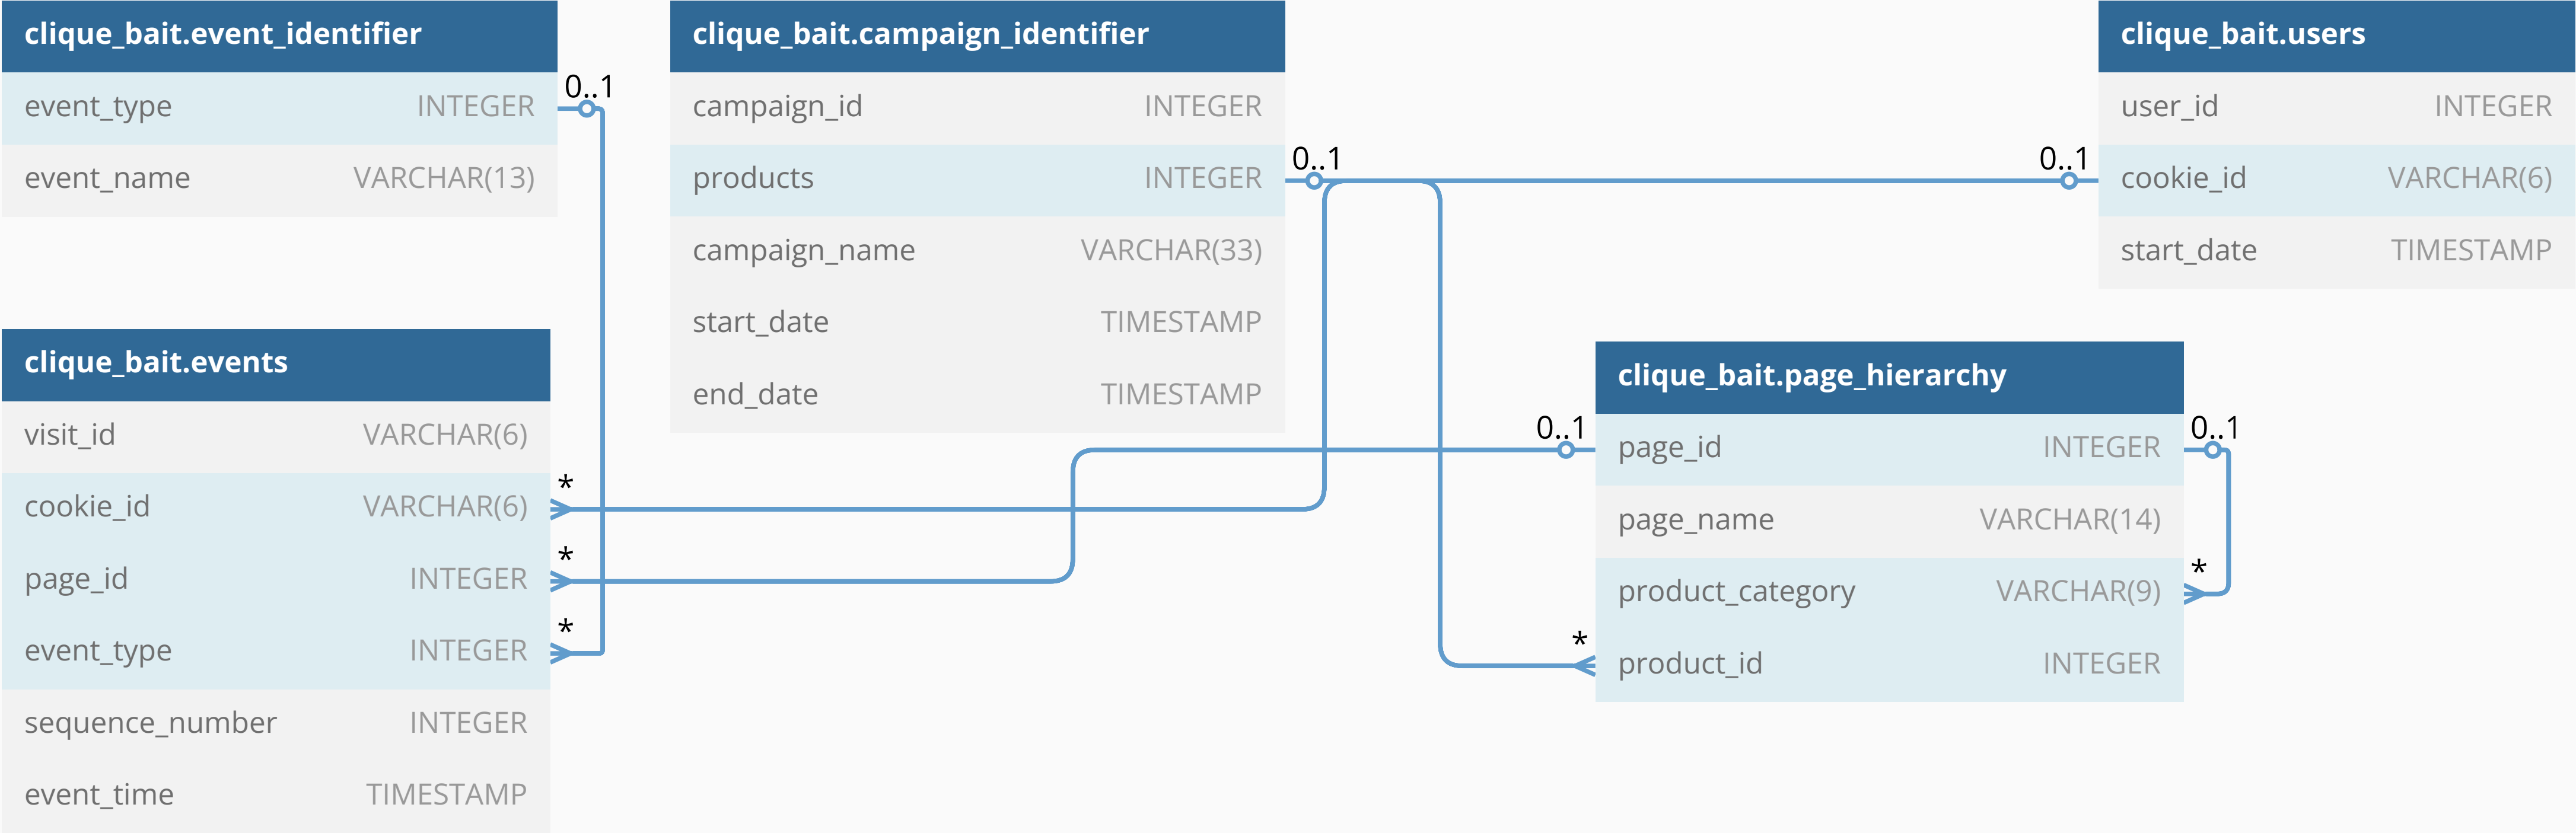 clique_bait.event_identifier
event_type INTEGER
event_name VARCHAR(13)
0..1
clique_bait.campaign_identifier
campaign_id INTEGER
products INTEGER
campaign_name VARCHAR(33)
start_date TIMESTAMP
end_date TIMESTAMP
0..1
0..1
clique_bait.users
user_id INTEGER
cookie_id VARCHAR(6)
start_date TIMESTAMP
clique_bait.events
visit_id VARCHAR(6)
cookie_id VARCHAR(6)
*
page_id INTEGER
*
event_type INTEGER
*
sequence_number INTEGER
event_time TIMESTAMP
clique_bait.page_hierarchy
0..1
page_id INTEGER
0..1
page_name VARCHAR(14)
product_category VARCHAR(9)
*
*
product_id INTEGER